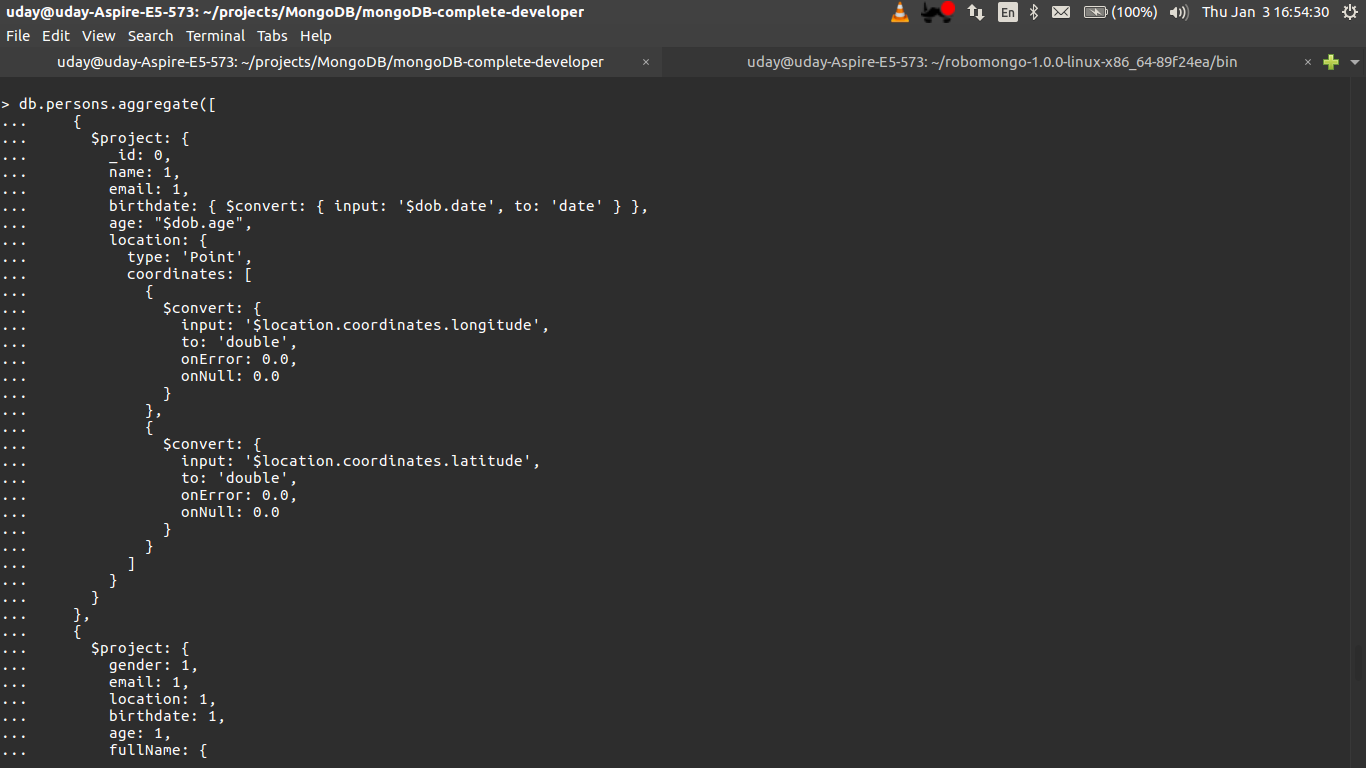 uday@uday-Aspire-E5-573: ~/projects/MongoDB/mongoDB-complete-developer
En
(100%)
Thu Jan 3 16:54:30
File Edit View Search Terminal Tabs Help
uday@uday-Aspire-E5-573: ~/projects/MongoDB/mongoDB-complete-developer ×
uday@uday-Aspire-E5-573: ~/robomongo-1.0.0-linux-x86_64-89f24ea/bin ×
> db.persons.aggregate([
...     {
...       $project: {
...         _id: 0,
...         name: 1,
...         email: 1,
...         birthdate: { $convert: { input: '$dob.date', to: 'date' } },
...         age: "$dob.age",
...         location: {
...           type: 'Point',
...           coordinates: [
...             {
...               $convert: {
...                 input: '$location.coordinates.longitude',
...                 to: 'double',
...                 onError: 0.0,
...                 onNull: 0.0
...               }
...             },
...             {
...               $convert: {
...                 input: '$location.coordinates.latitude',
...                 to: 'double',
...                 onError: 0.0,
...                 onNull: 0.0
...               }
...             }
...           ]
...         }
...       }
...     },
...     {
...       $project: {
...         gender: 1,
...         email: 1,
...         location: 1,
...         birthdate: 1,
...         age: 1,
...         fullName: {